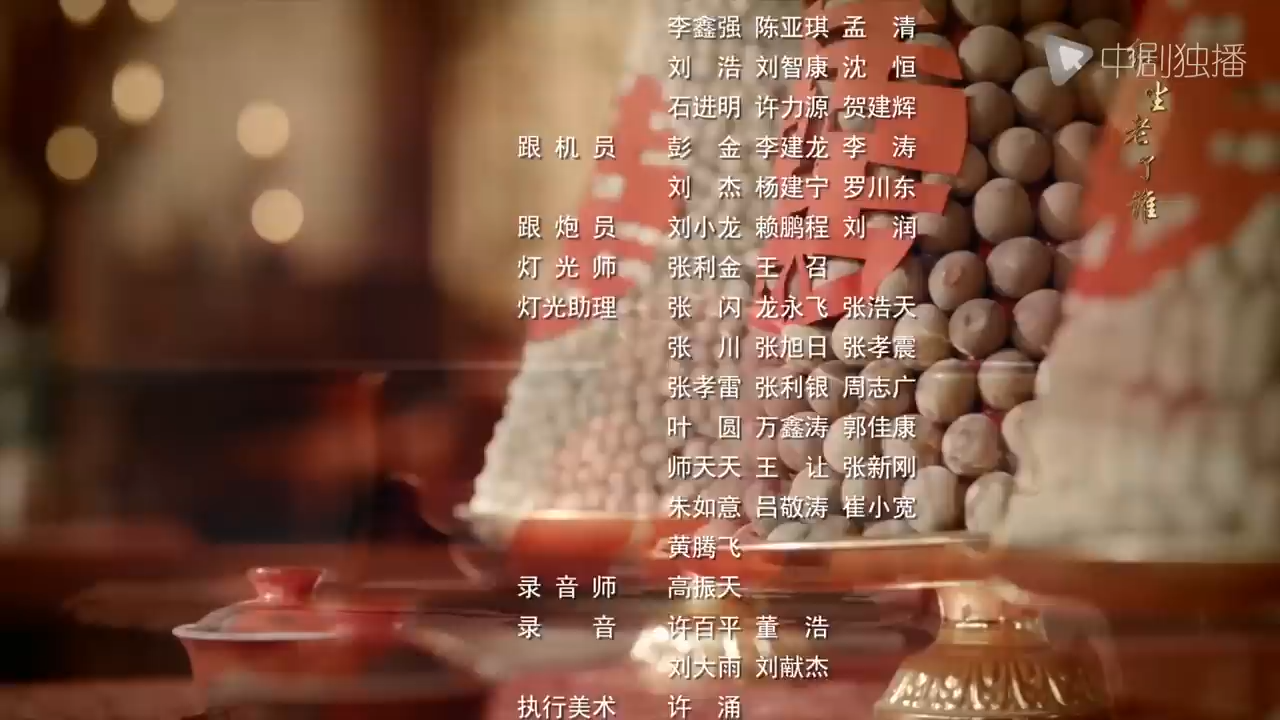 李鑫强 陈亚琪 孟　清
刘　浩 刘智康 沈　恒
石进明 许力源 贺建辉
跟机员 彭　金 李建龙 李　涛
刘　杰 杨建宁 罗川东
跟炮员 刘小龙 赖鹏程 刘　润
灯光师 张利金 王　召
灯光助理 张　闪 龙永飞 张浩天
张　川 张旭日 张孝震
张孝雷 张利银 周志广
叶　圆 万鑫涛 郭佳康
师天天 王　让 张新刚
朱如意 吕敬涛 崔小宽
黄腾飞
录音师 高振天
录　音 许百平 董　浩
刘大雨 刘献杰
执行美术 许　涌
中剧独播
尘老了谁